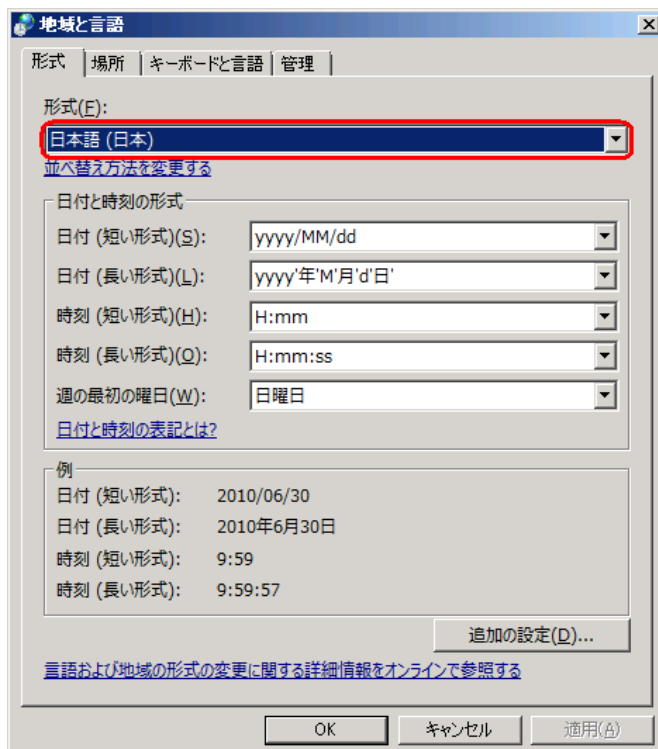 地域と言語
形式 場所 キーボードと言語 管理
形式(F):
日本語 (日本)
並べ替え方法を変更する
日付と時刻の形式
日付 (短い形式)(S): yyyy/MM/dd
日付 (長い形式)(L): yyyy'年'M'月'd'日'
時刻 (短い形式)(H): H:mm
時刻 (長い形式)(O): H:mm:ss
週の最初の曜日(W): 日曜日
日付と時刻の表記とは?
例
日付 (短い形式): 2010/06/30
日付 (長い形式): 2010年6月30日
時刻 (短い形式): 9:59
時刻 (長い形式): 9:59:57
追加の設定(D)...
言語および地域の形式の変更に関する詳細情報をオンラインで参照する
OK キャンセル 適用(A)